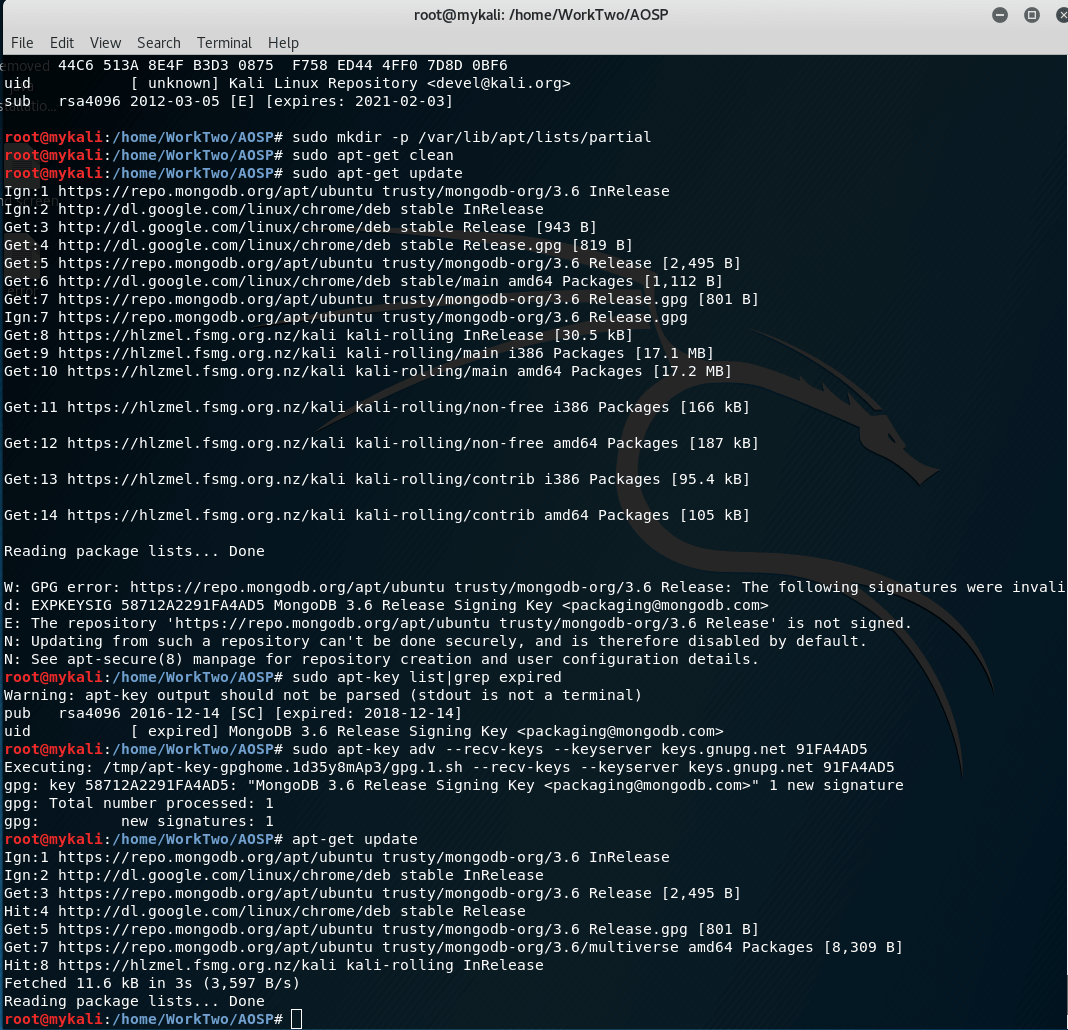 root@mykali: /home/WorkTwo/AOSP
File Edit View Search Terminal Help
44C6 513A 8E4F B3D3 0875  F758 ED44 4FF0 7D8D 0BF6
uid           [ unknown] Kali Linux Repository <devel@kali.org>
sub   rsa4096 2012-03-05 [E] [expires: 2021-02-03]
root@mykali:/home/WorkTwo/AOSP# sudo mkdir -p /var/lib/apt/lists/partial
root@mykali:/home/WorkTwo/AOSP# sudo apt-get clean
root@mykali:/home/WorkTwo/AOSP# sudo apt-get update
Ign:1 https://repo.mongodb.org/apt/ubuntu trusty/mongodb-org/3.6 InRelease
Ign:2 http://dl.google.com/linux/chrome/deb stable InRelease
Get:3 http://dl.google.com/linux/chrome/deb stable Release [943 B]
Get:4 http://dl.google.com/linux/chrome/deb stable Release.gpg [819 B]
Get:5 https://repo.mongodb.org/apt/ubuntu trusty/mongodb-org/3.6 Release [2,495 B]
Get:6 http://dl.google.com/linux/chrome/deb stable/main amd64 Packages [1,112 B]
Get:7 https://repo.mongodb.org/apt/ubuntu trusty/mongodb-org/3.6 Release.gpg [801 B]
Ign:7 https://repo.mongodb.org/apt/ubuntu trusty/mongodb-org/3.6 Release.gpg
Get:8 https://hlzmel.fsmg.org.nz/kali kali-rolling InRelease [30.5 kB]
Get:9 https://hlzmel.fsmg.org.nz/kali kali-rolling/main i386 Packages [17.1 MB]
Get:10 https://hlzmel.fsmg.org.nz/kali kali-rolling/main amd64 Packages [17.2 MB]
Get:11 https://hlzmel.fsmg.org.nz/kali kali-rolling/non-free i386 Packages [166 kB]
Get:12 https://hlzmel.fsmg.org.nz/kali kali-rolling/non-free amd64 Packages [187 kB]
Get:13 https://hlzmel.fsmg.org.nz/kali kali-rolling/contrib i386 Packages [95.4 kB]
Get:14 https://hlzmel.fsmg.org.nz/kali kali-rolling/contrib amd64 Packages [105 kB]
Reading package lists... Done
W: GPG error: https://repo.mongodb.org/apt/ubuntu trusty/mongodb-org/3.6 Release: The following signatures were invali
d: EXPKEYSIG 58712A2291FA4AD5 MongoDB 3.6 Release Signing Key <packaging@mongodb.com>
E: The repository 'https://repo.mongodb.org/apt/ubuntu trusty/mongodb-org/3.6 Release' is not signed.
N: Updating from such a repository can't be done securely, and is therefore disabled by default.
N: See apt-secure(8) manpage for repository creation and user configuration details.
root@mykali:/home/WorkTwo/AOSP# sudo apt-key list|grep expired
Warning: apt-key output should not be parsed (stdout is not a terminal)
pub   rsa4096 2016-12-14 [SC] [expired: 2018-12-14]
uid           [ expired] MongoDB 3.6 Release Signing Key <packaging@mongodb.com>
root@mykali:/home/WorkTwo/AOSP# sudo apt-key adv --recv-keys --keyserver keys.gnupg.net 91FA4AD5
Executing: /tmp/apt-key-gpghome.1d35y8mAp3/gpg.1.sh --recv-keys --keyserver keys.gnupg.net 91FA4AD5
gpg: key 58712A2291FA4AD5: "MongoDB 3.6 Release Signing Key <packaging@mongodb.com>" 1 new signature
gpg: Total number processed: 1
gpg:         new signatures: 1
root@mykali:/home/WorkTwo/AOSP# apt-get update
Ign:1 https://repo.mongodb.org/apt/ubuntu trusty/mongodb-org/3.6 InRelease
Ign:2 http://dl.google.com/linux/chrome/deb stable InRelease
Get:3 https://repo.mongodb.org/apt/ubuntu trusty/mongodb-org/3.6 Release [2,495 B]
Hit:4 http://dl.google.com/linux/chrome/deb stable Release
Get:5 https://repo.mongodb.org/apt/ubuntu trusty/mongodb-org/3.6 Release.gpg [801 B]
Get:7 https://repo.mongodb.org/apt/ubuntu trusty/mongodb-org/3.6/multiverse amd64 Packages [8,309 B]
Hit:8 https://hlzmel.fsmg.org.nz/kali kali-rolling InRelease
Fetched 11.6 kB in 3s (3,597 B/s)
Reading package lists... Done
root@mykali:/home/WorkTwo/AOSP#